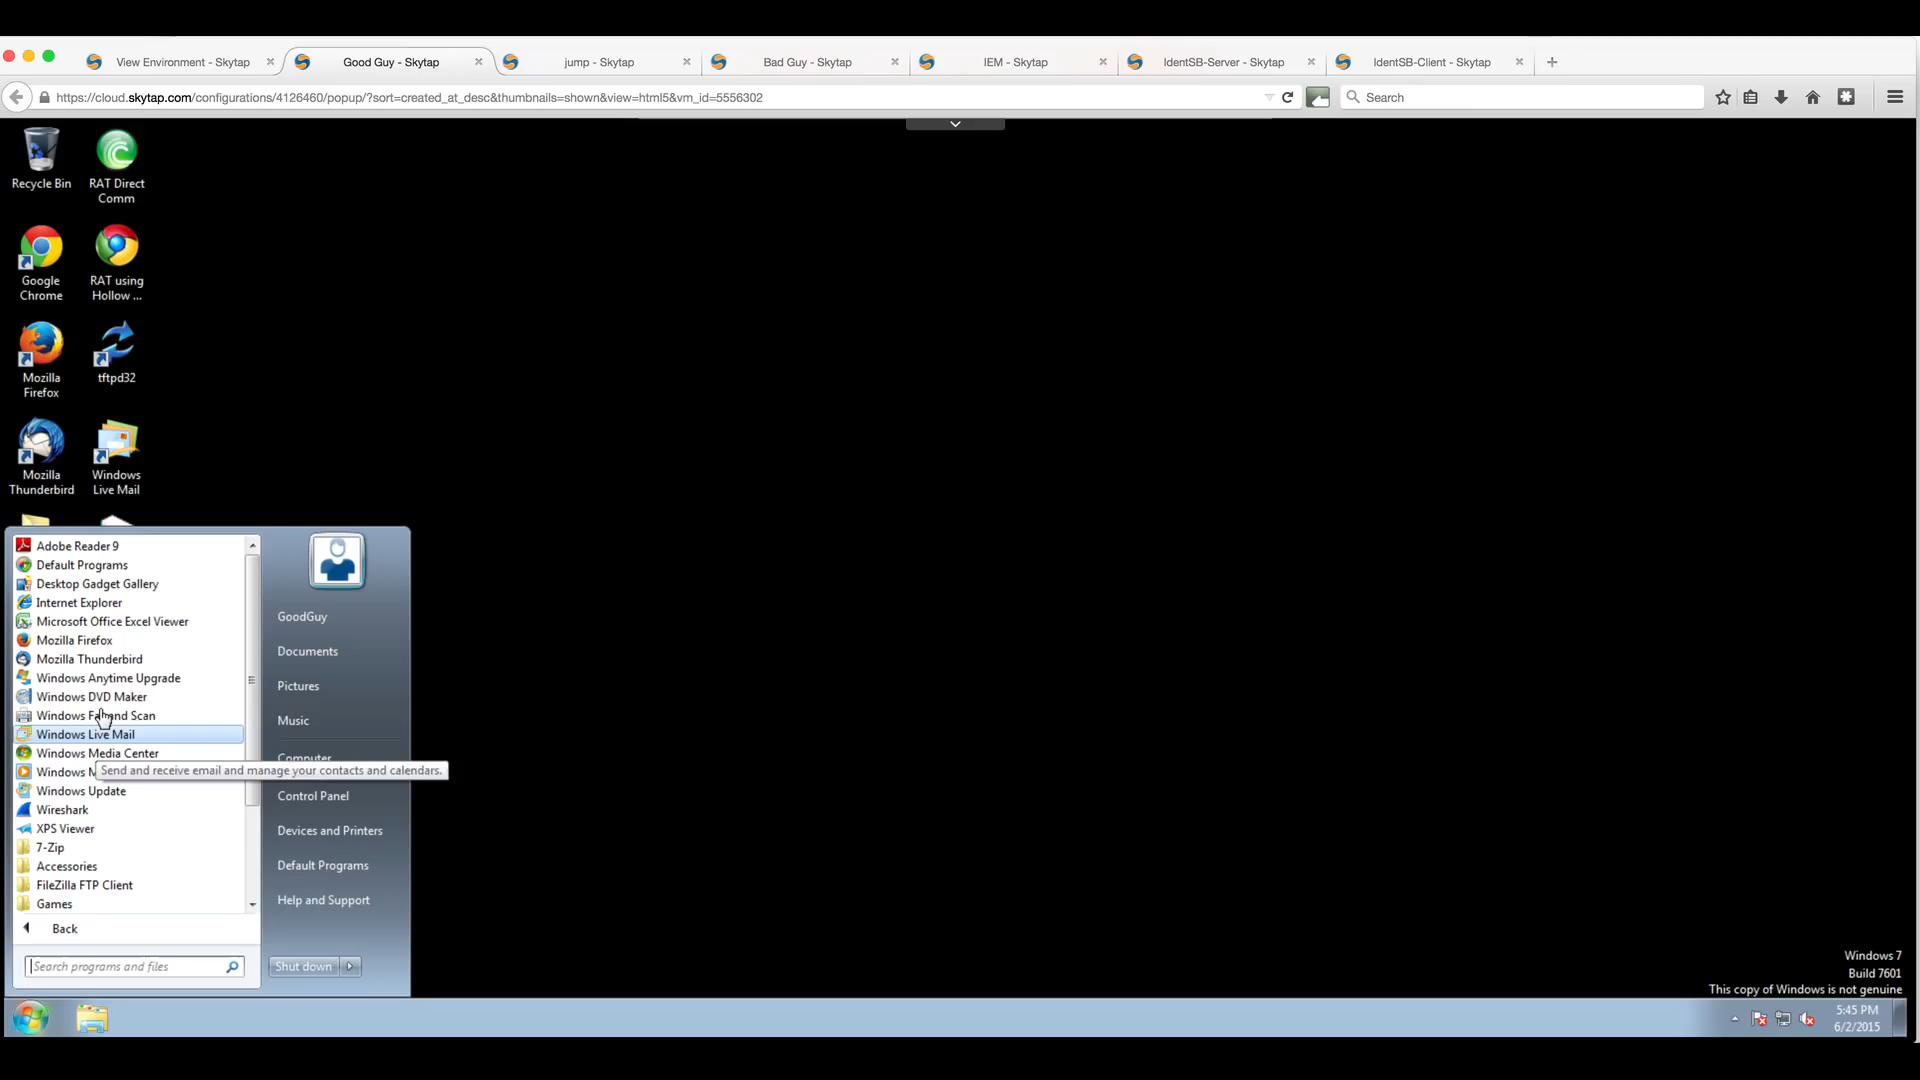 View Environment - Skytap
Good Guy - Skytap
jump - Skytap
Bad Guy - Skytap
IEM - Skytap
IdentSB-Server - Skytap
IdentSB-Client - Skytap
https://cloud.skytap.com/configurations/4126460/popup/?sort=created_at_desc&thumbnails=shown&view=html5&vm_id=5556302
Search
Recycle Bin
RAT Direct
Comm
Google
Chrome
RAT using
Hollow ...
Mozilla
Firefox
tftpd32
Mozilla
Thunderbird
Windows
Live Mail
Adobe Reader 9
Default Programs
Desktop Gadget Gallery
Internet Explorer
Microsoft Office Excel Viewer
Mozilla Firefox
Mozilla Thunderbird
Windows Anytime Upgrade
Windows DVD Maker
Windows Fax and Scan
Windows Live Mail
Windows Media Center
Windows M
Send and receive email and manage your contacts and calendars.
Windows Update
Wireshark
XPS Viewer
7-Zip
Accessories
FileZilla FTP Client
Games
Back
Search programs and files
GoodGuy
Documents
Pictures
Music
Computer
Control Panel
Devices and Printers
Default Programs
Help and Support
Shut down
Windows 7
Build 7601
This copy of Windows is not genuine
5:45 PM
6/2/2015